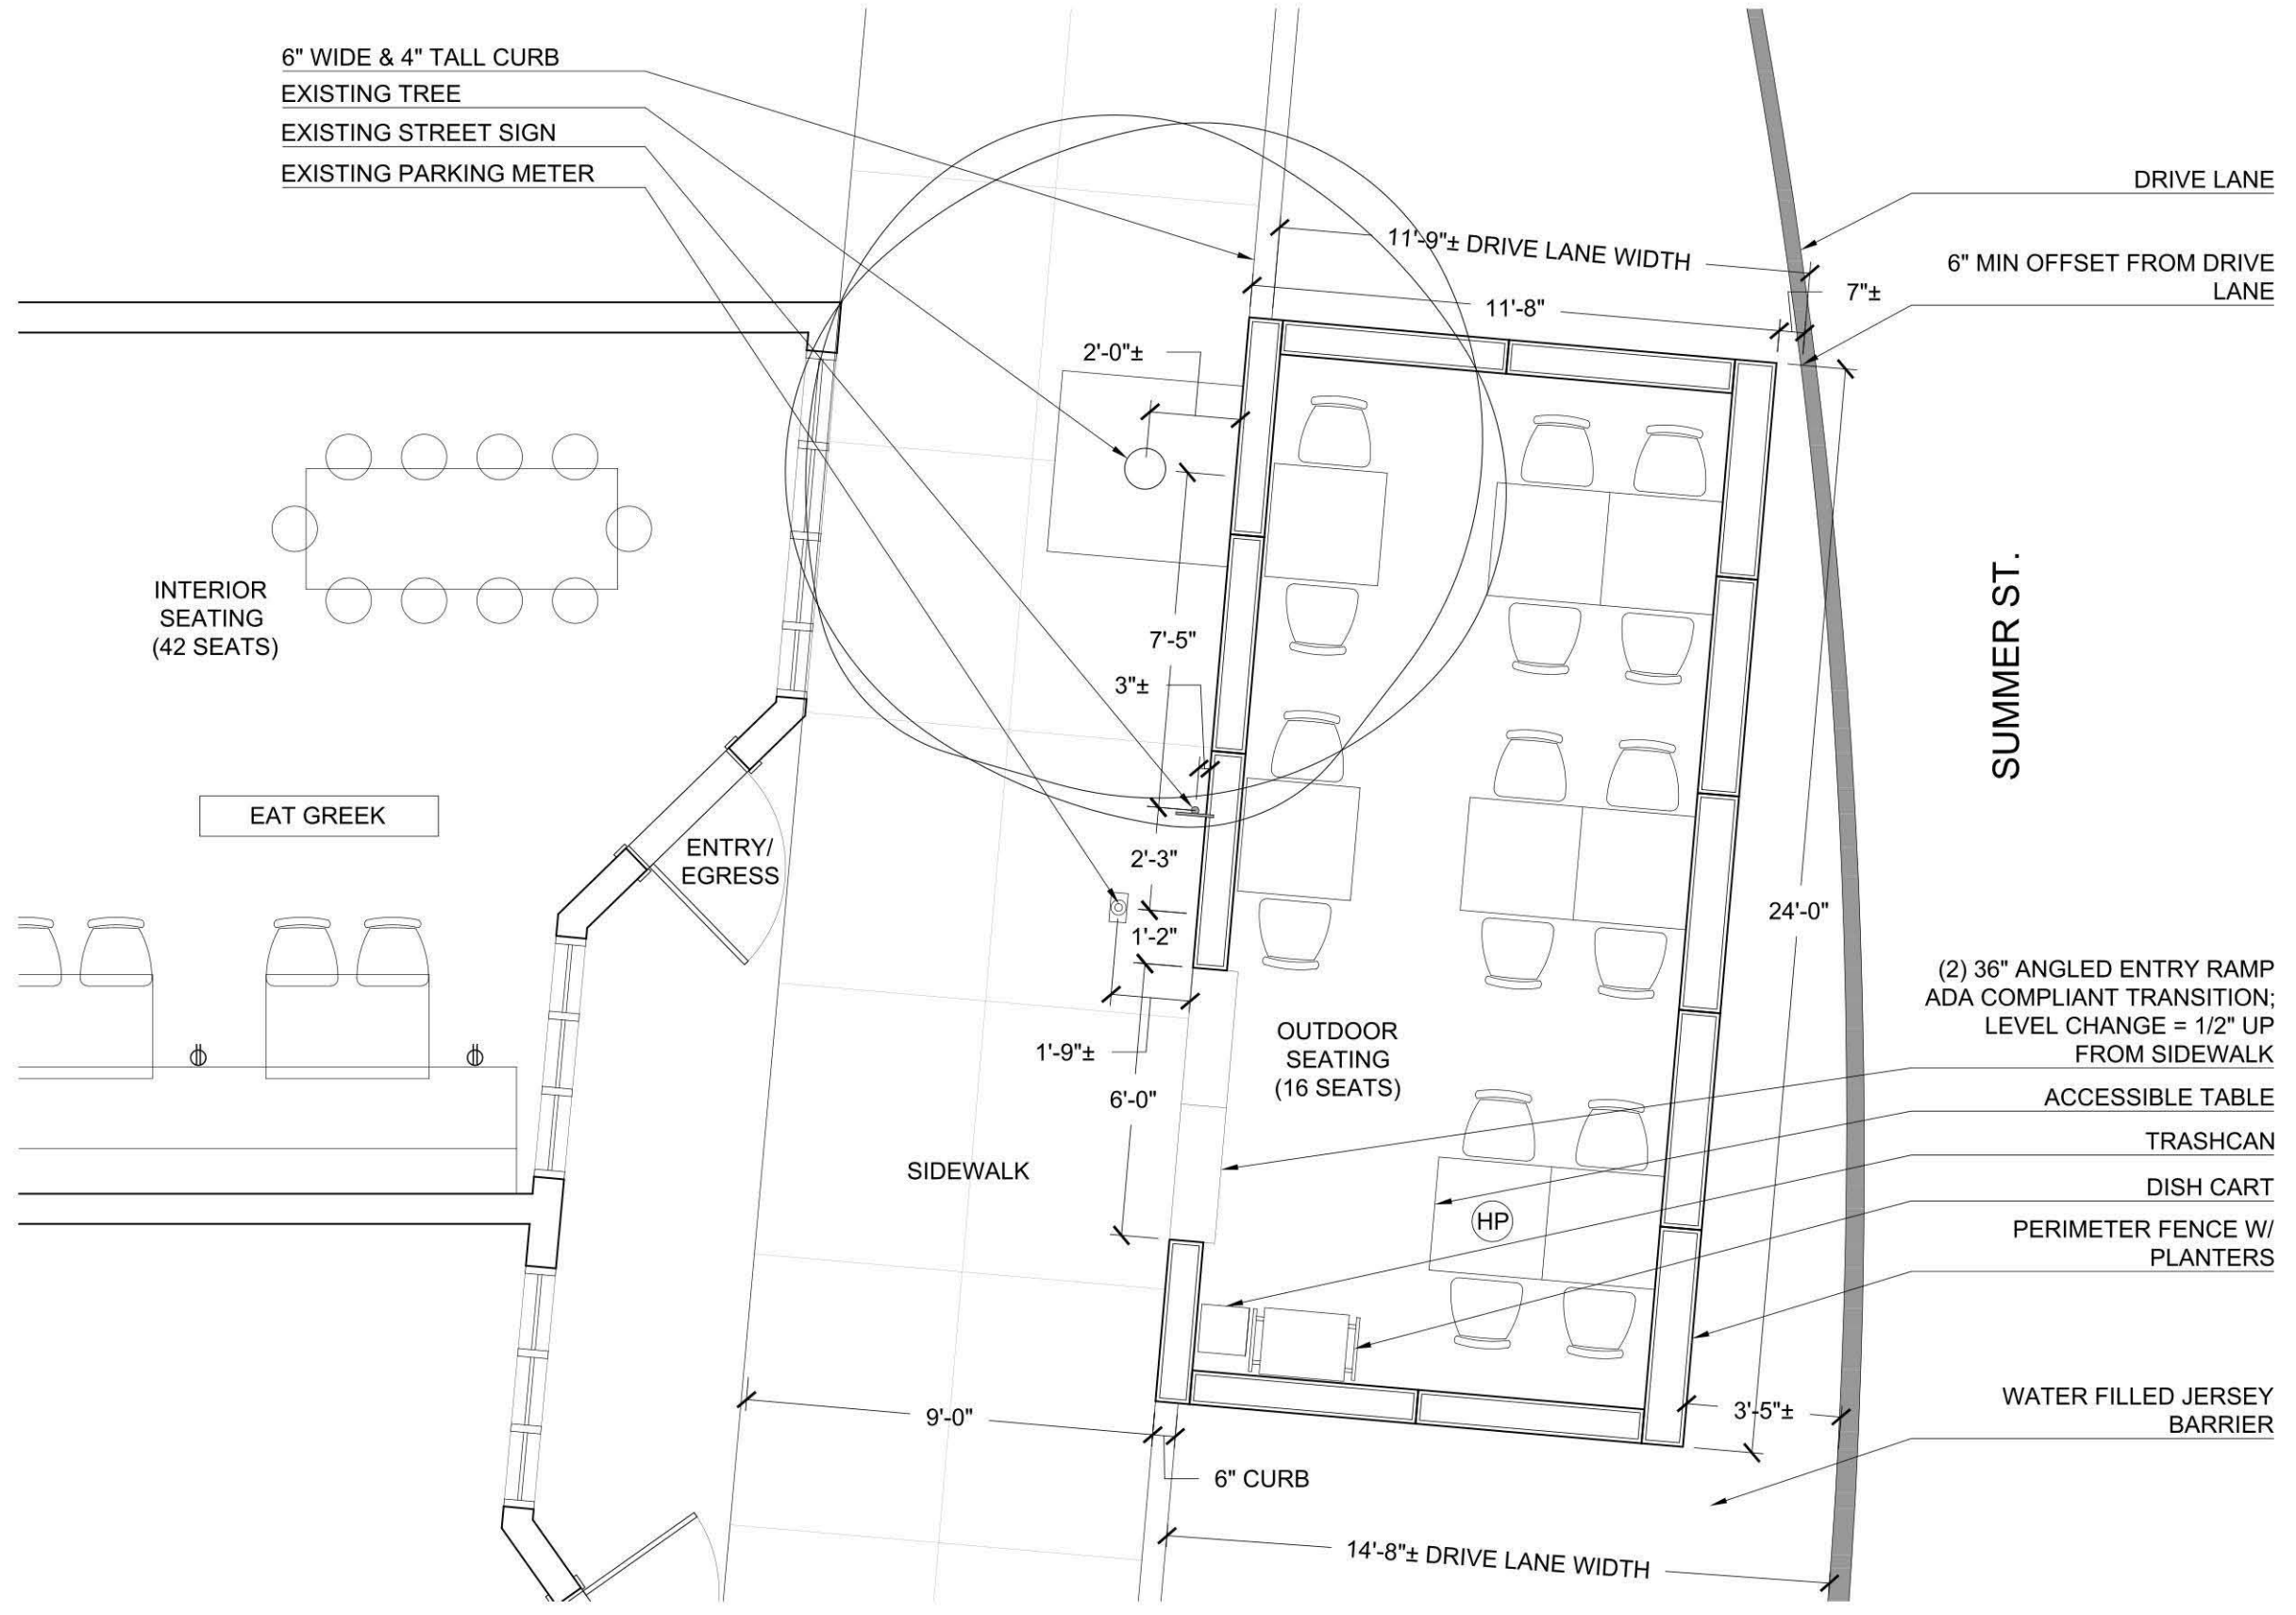 6" WIDE & 4" TALL CURB
EXISTING TREE
EXISTING STREET SIGN
EXISTING PARKING METER
DRIVE LANE
11'-9"± DRIVE LANE WIDTH
6" MIN OFFSET FROM DRIVE
LANE
7"±
11'-8"
2'-0"±
INTERIOR
SEATING
(42 SEATS)
7'-5"
3"±
SUMMER ST.
EAT GREEK
ENTRY/
EGRESS
2'-3"
24'-0"
1'-2"
(2) 36" ANGLED ENTRY RAMP
ADA COMPLIANT TRANSITION;
LEVEL CHANGE = 1/2" UP
FROM SIDEWALK
OUTDOOR
SEATING
(16 SEATS)
1'-9"±
6'-0"
ACCESSIBLE TABLE
TRASHCAN
SIDEWALK
DISH CART
HP
PERIMETER FENCE W/
PLANTERS
9'-0"
3'-5"±
WATER FILLED JERSEY
BARRIER
6" CURB
14'-8"± DRIVE LANE WIDTH